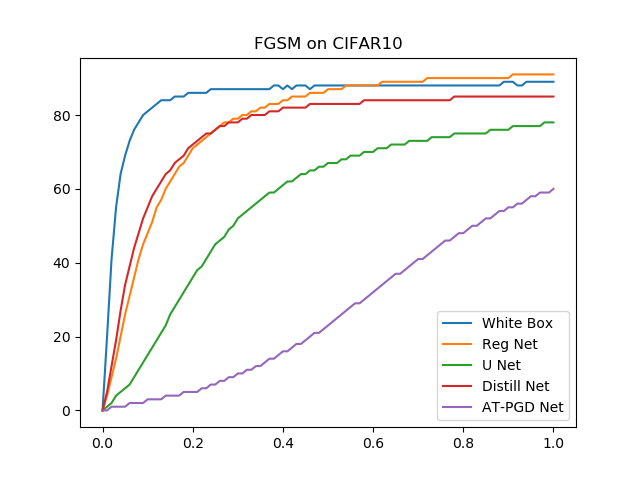 FGSM on CIFAR10
80
60
40
20
0
0.0 0.2 0.4 0.6 0.8 1.0
White Box
Reg Net
U Net
Distill Net
AT-PGD Net